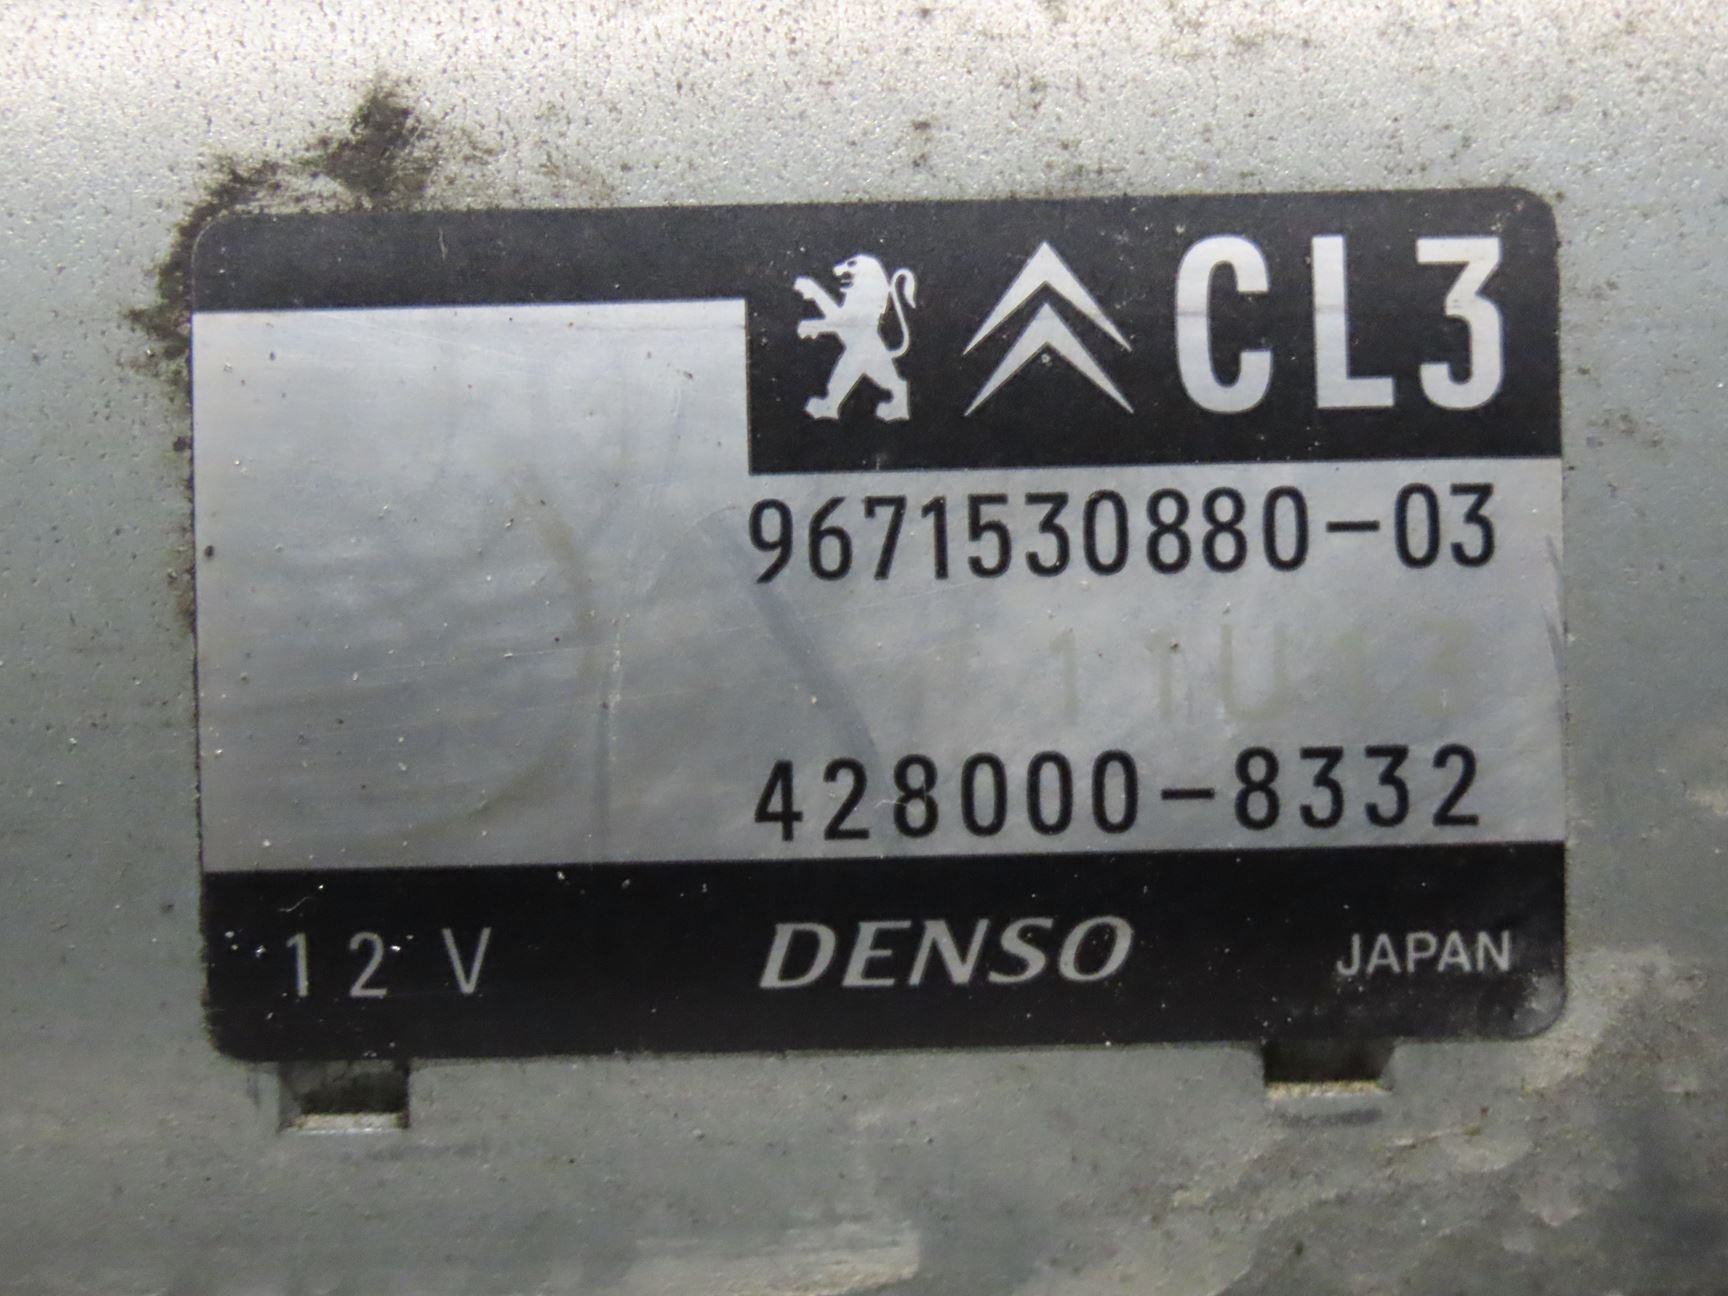 CL3
9671530880-03
428000-8332
12 V DENSO JAPAN